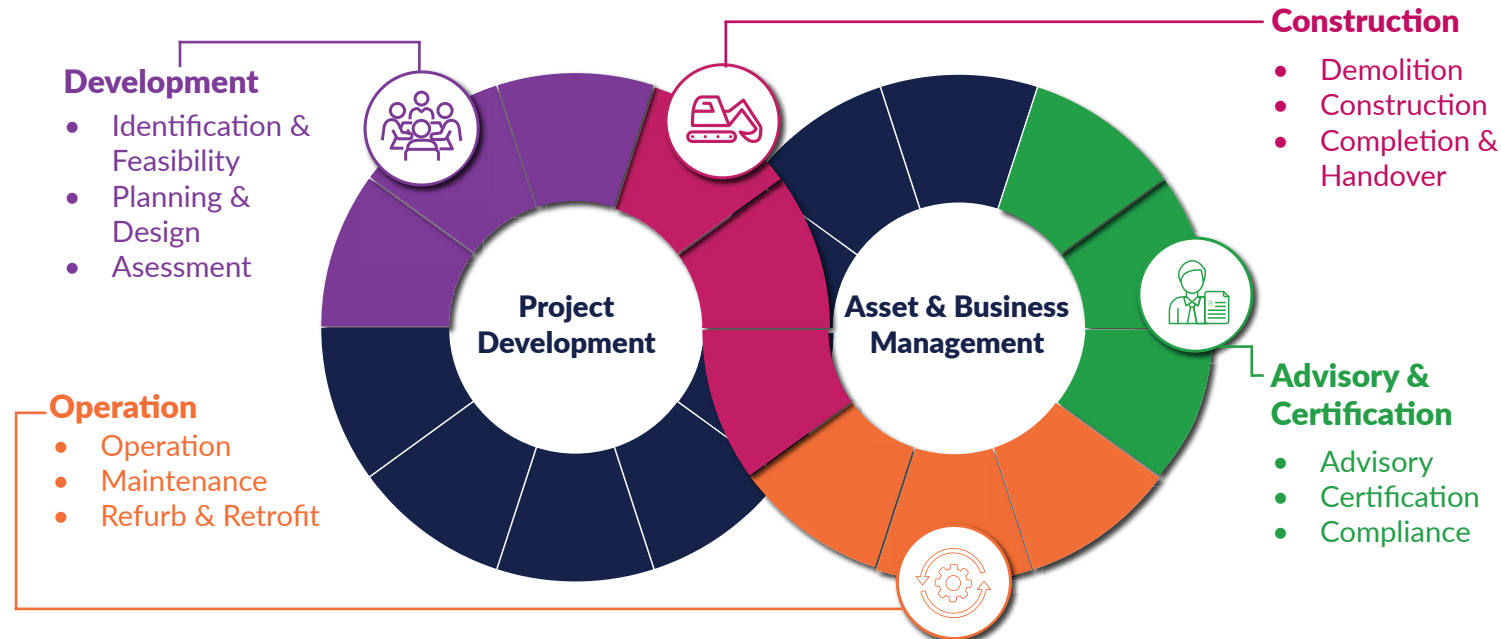 Development
• Identification &
Feasibility
• Planning &
Design
• Asessment
Construction
• Demolition
• Construction
• Completion &
Handover
Project
Development
Asset & Business
Management
Operation
• Operation
• Maintenance
• Refurb & Retrofit
Advisory &
Certification
• Advisory
• Certification
• Compliance